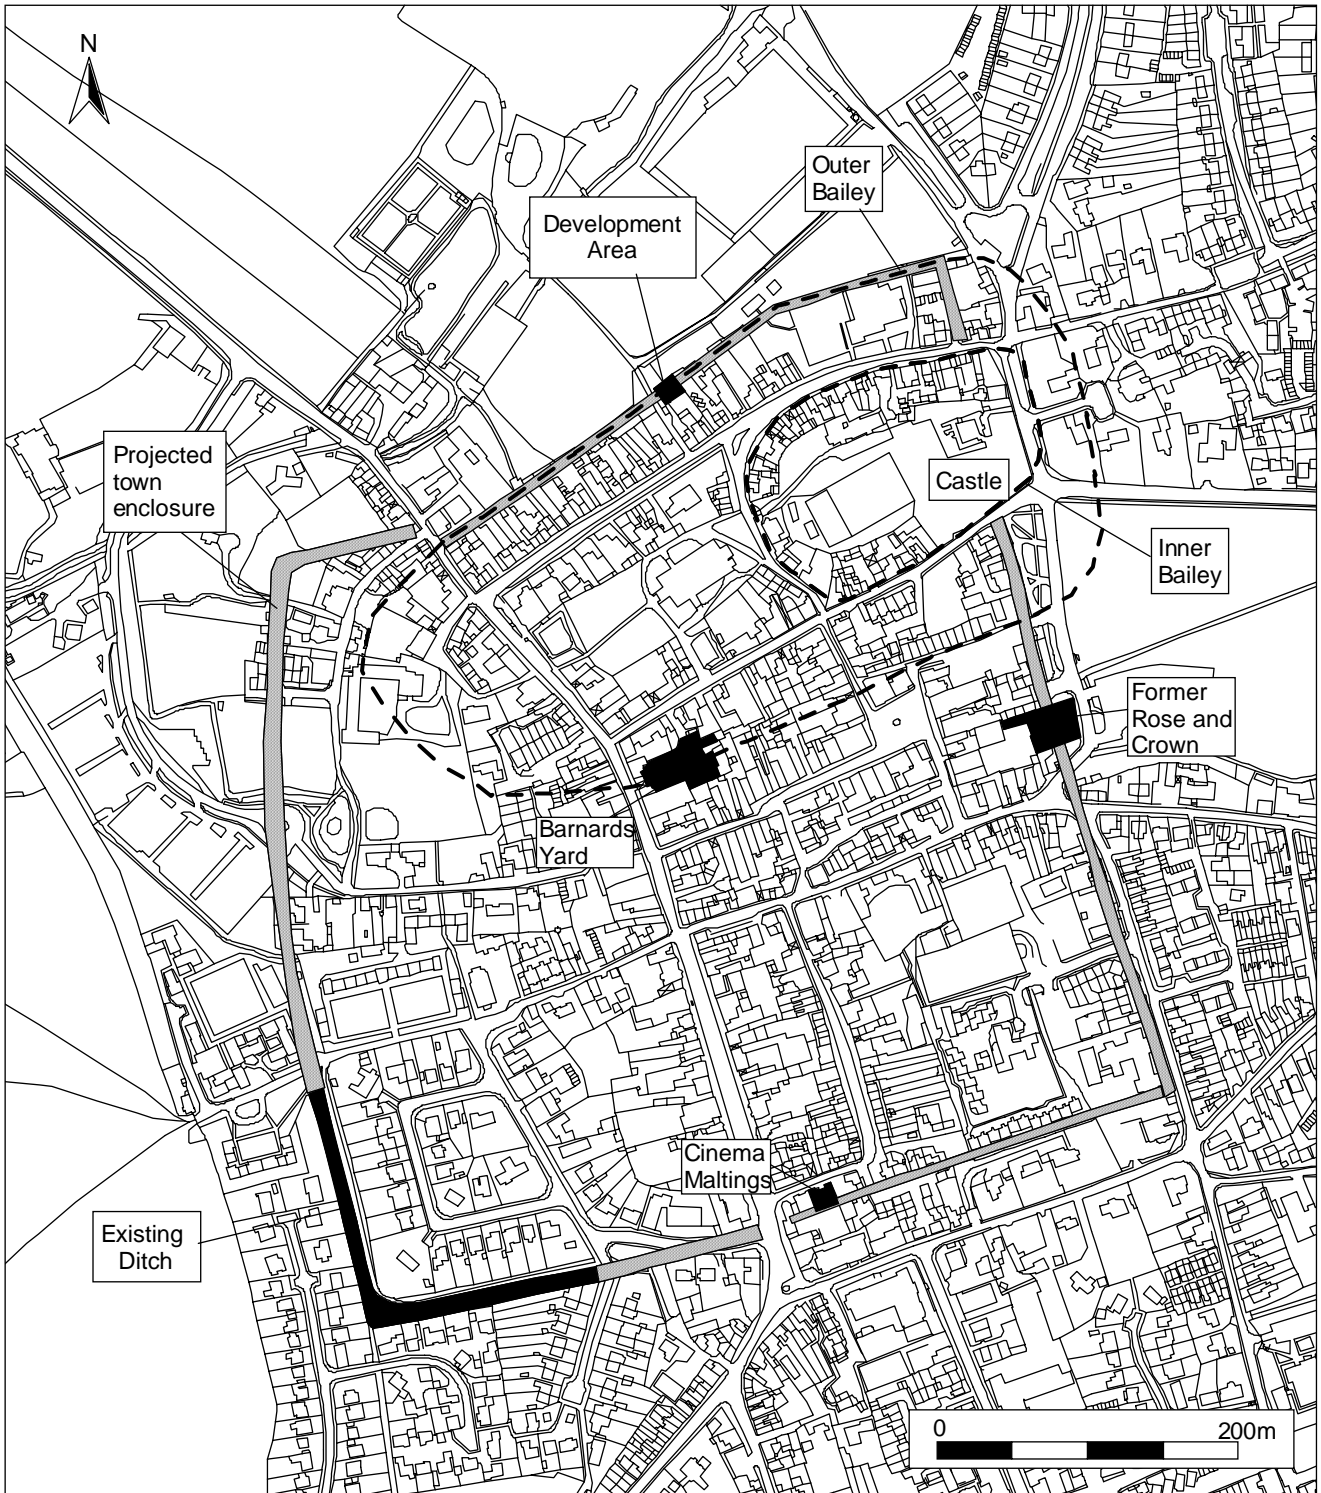 N
Outer
Bailey
Development
Area
Projected
town
enclosure
Castle
Inner
Bailey
Former
Rose and
Crown
Barnards
Yard
Cinema
Maltings
Existing
Ditch
0 200m